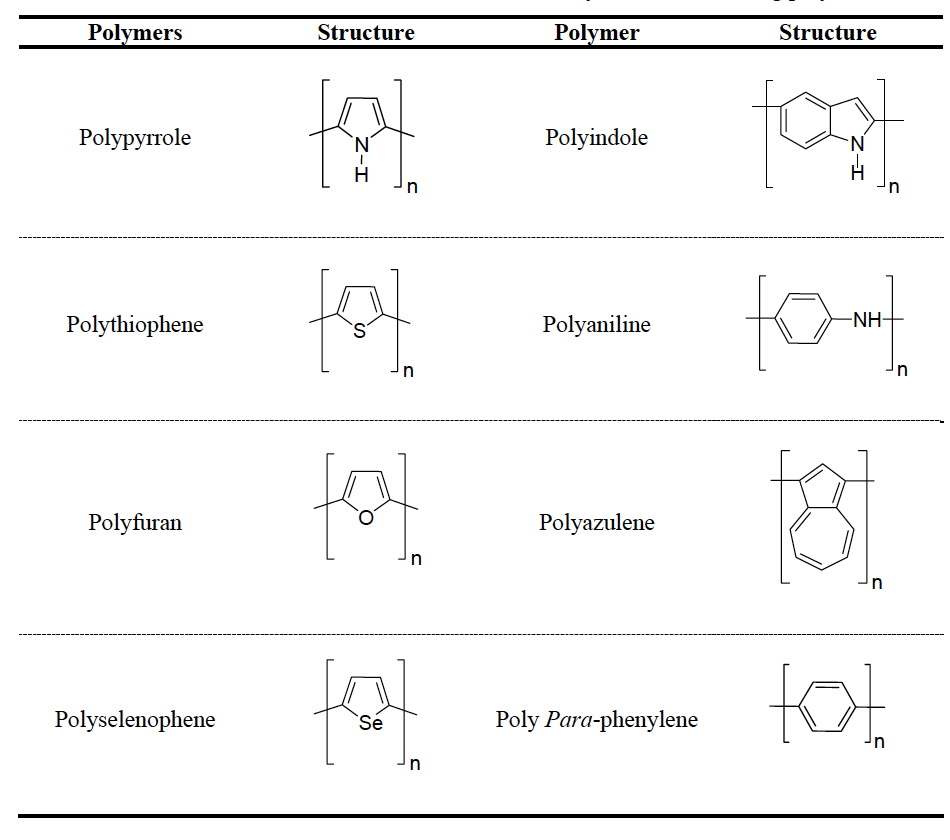 Polymers Structure Polymer Structure
Polypyrrole
N
H
n
Polyindole
N
H
n
Polythiophene
S
n
Polyaniline
NH
n
Polyfuran
O
n
Polyazulene
n
Polyselenophene
Se
n
Poly Para-phenylene
n